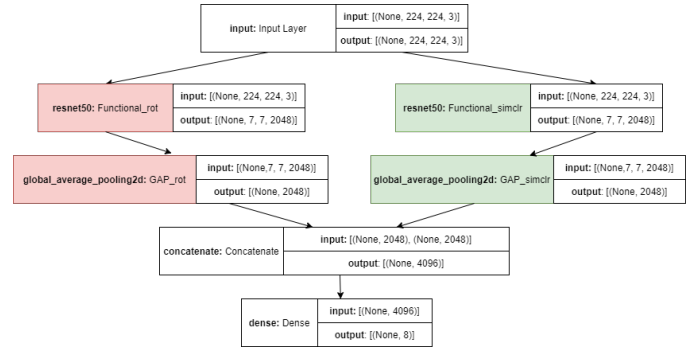 input: Input Layer
input: [(None, 224, 224, 3)]
output: [(None, 224, 224, 3)]
resnet50: Functional_rot
input: [(None, 224, 224, 3)]
output: [(None, 7, 7, 2048)]
resnet50: Functional_simclr
input: [(None, 224, 224, 3)]
output: [(None, 7, 7, 2048)]
global_average_pooling2d: GAP_rot
input: [(None,7, 7, 2048)]
output: [(None, 2048)]
global_average_pooling2d: GAP_simclr
input: [(None,7, 7, 2048)]
output: [(None, 2048)]
concatenate: Concatenate
input: [(None, 2048), (None, 2048)]
output: [(None, 4096)]
dense: Dense
input: [(None, 4096)]
output: [(None, 8)]